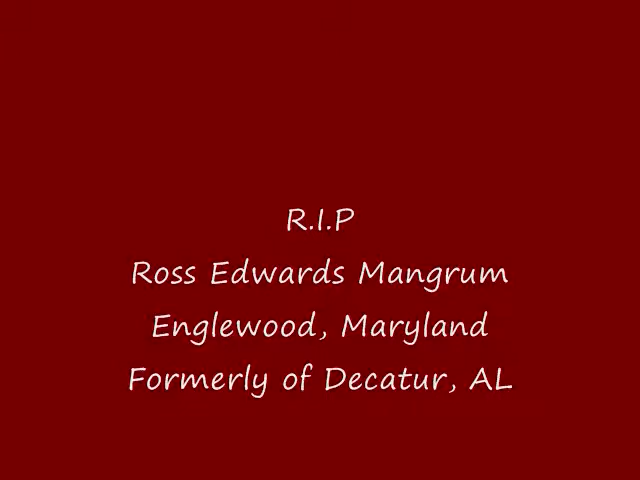 R.I.P
Ross Edwards Mangrum
Englewood, Maryland
Formerly of Decatur, AL